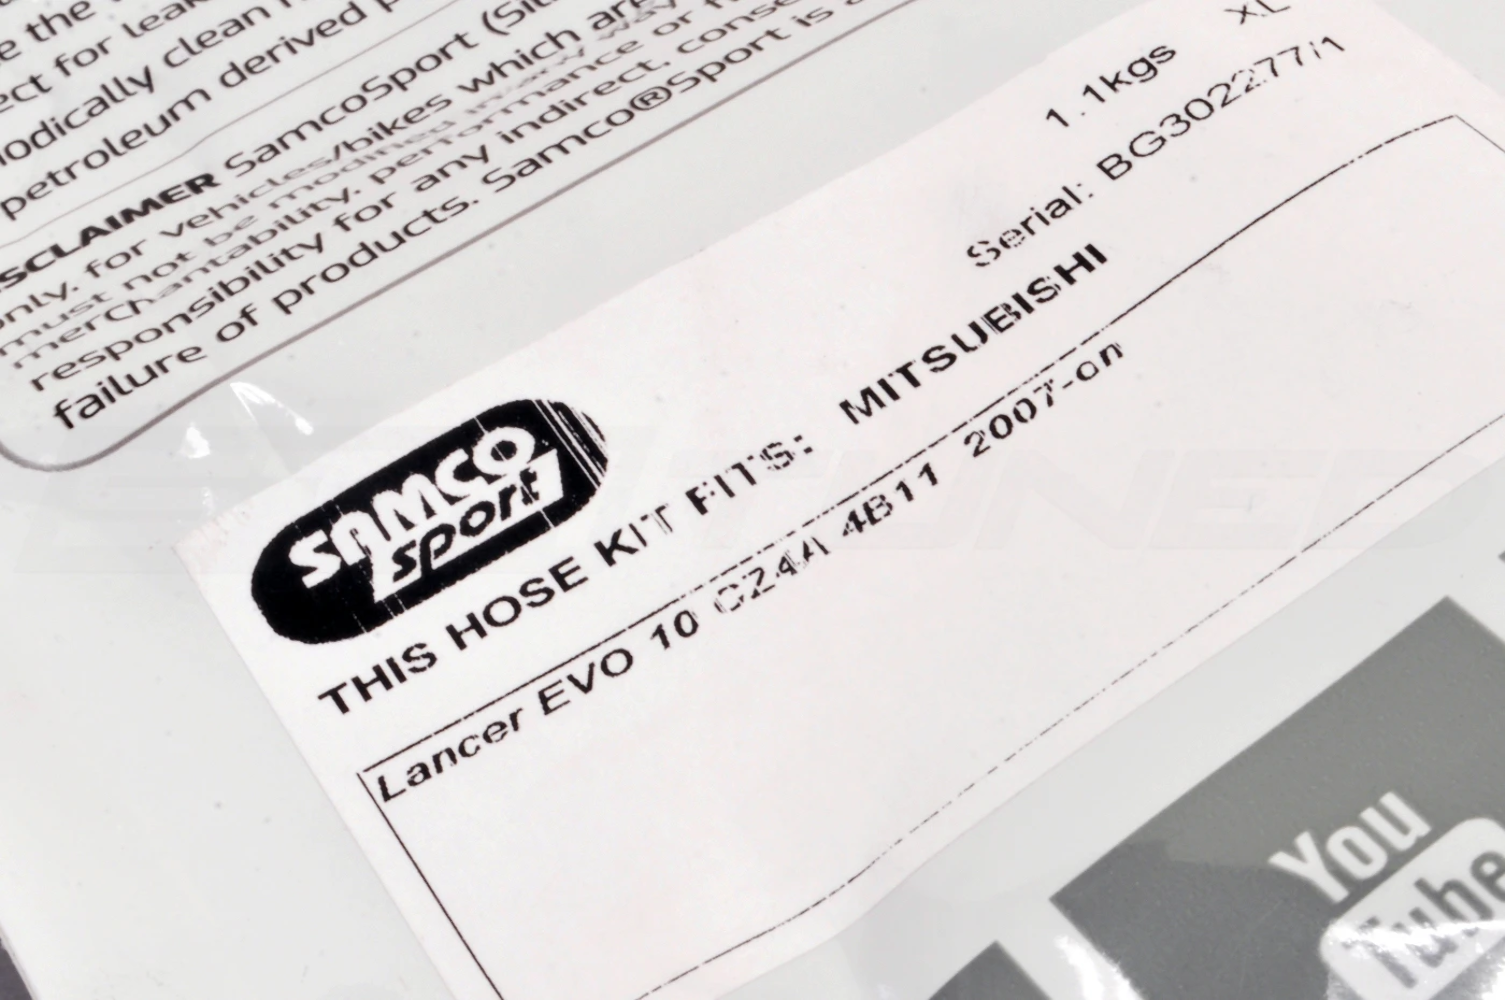 e the
ect for leak
odically clean
petroleum derived
SCLAIMER SamcoSport (Sil
only. for vehicles/bikes which are
must not be modified in any way
merchantability, performance or
responsibility for any indirect, conse
failure of products. Samco®Sport is
XL
1.1kgs
Serial: BG302277/1
SAMCO
sport
THIS HOSE KIT FITS: MITSUBISHI
Lancer EVO 10 CZ4A 4B11 2007-on
You
Tube
TUNED